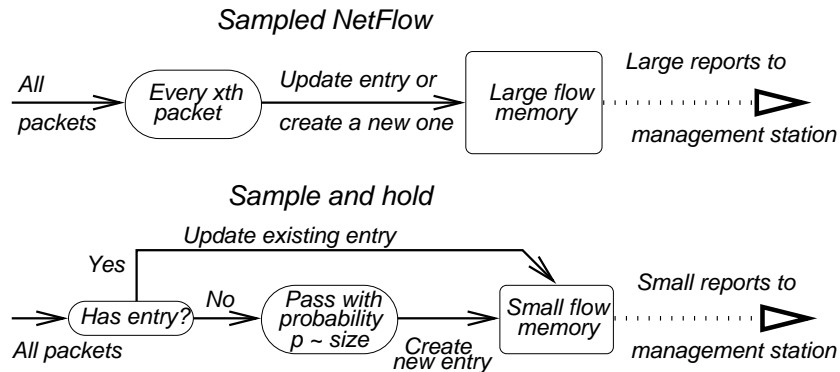 Sampled NetFlow
All
packets
Every xth
packet
Update entry or
create a new one
Large flow
memory
Large reports to
management station
Sample and hold
Update existing entry
Yes
Has entry?
No
All packets
Pass with
probability
p ~ size
Create
new entry
Small flow
memory
Small reports to
management station